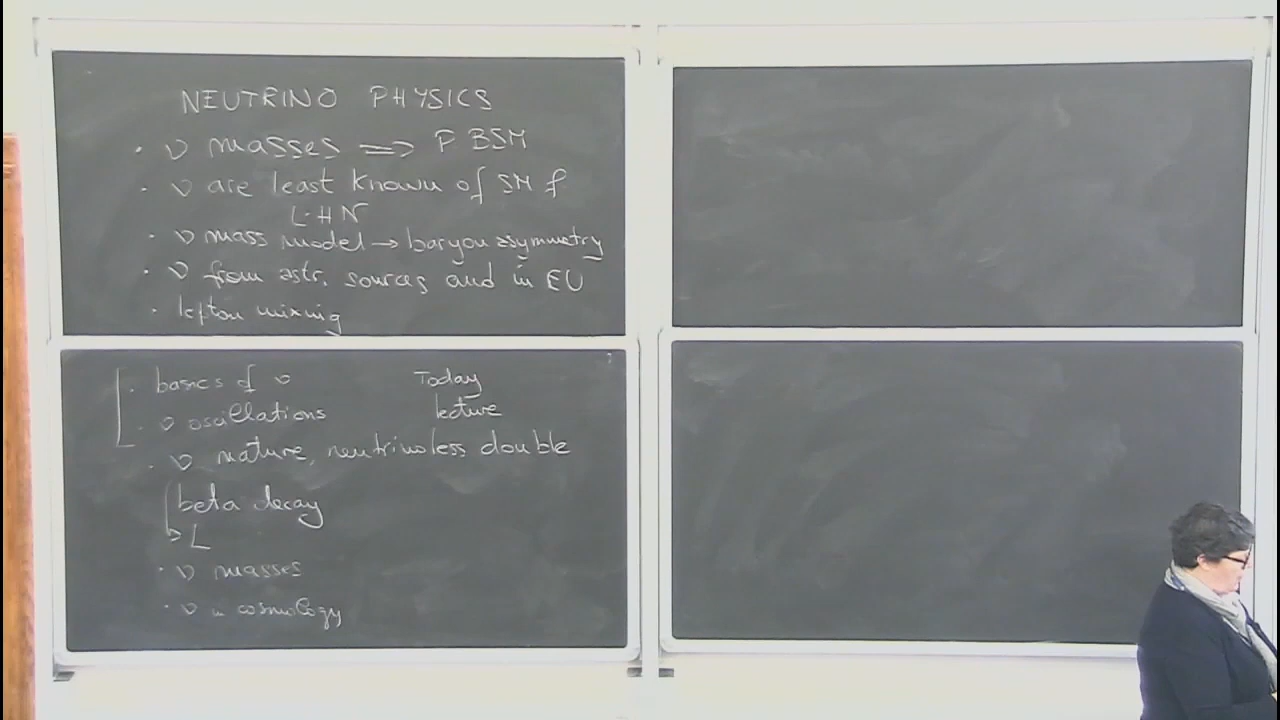 NEUTRINO PHYSICS
· ν masses => P BSM
· ν are least known of SM f
L·HN
· ν mass model → baryon asymmetry
· ν from astr. sources and in EU
· lepton mixing
· basics of ν
Today
· ν oscillations
lecture
· ν nature, neutrinoless double
beta decay
→ L
· ν masses
· ν in cosmology